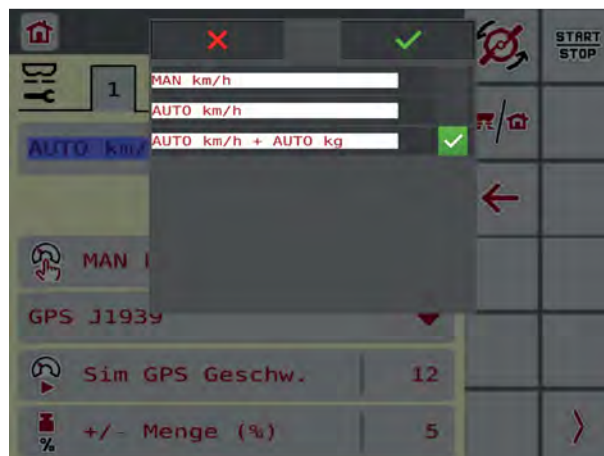 START
STOP
MAN km/h
1
AUTO km/h
AUTO km/
AUTO km/h + AUTO kg
MAN
GPS J1939
Sim GPS Geschw. 12
+/- Menge (%) 5
%